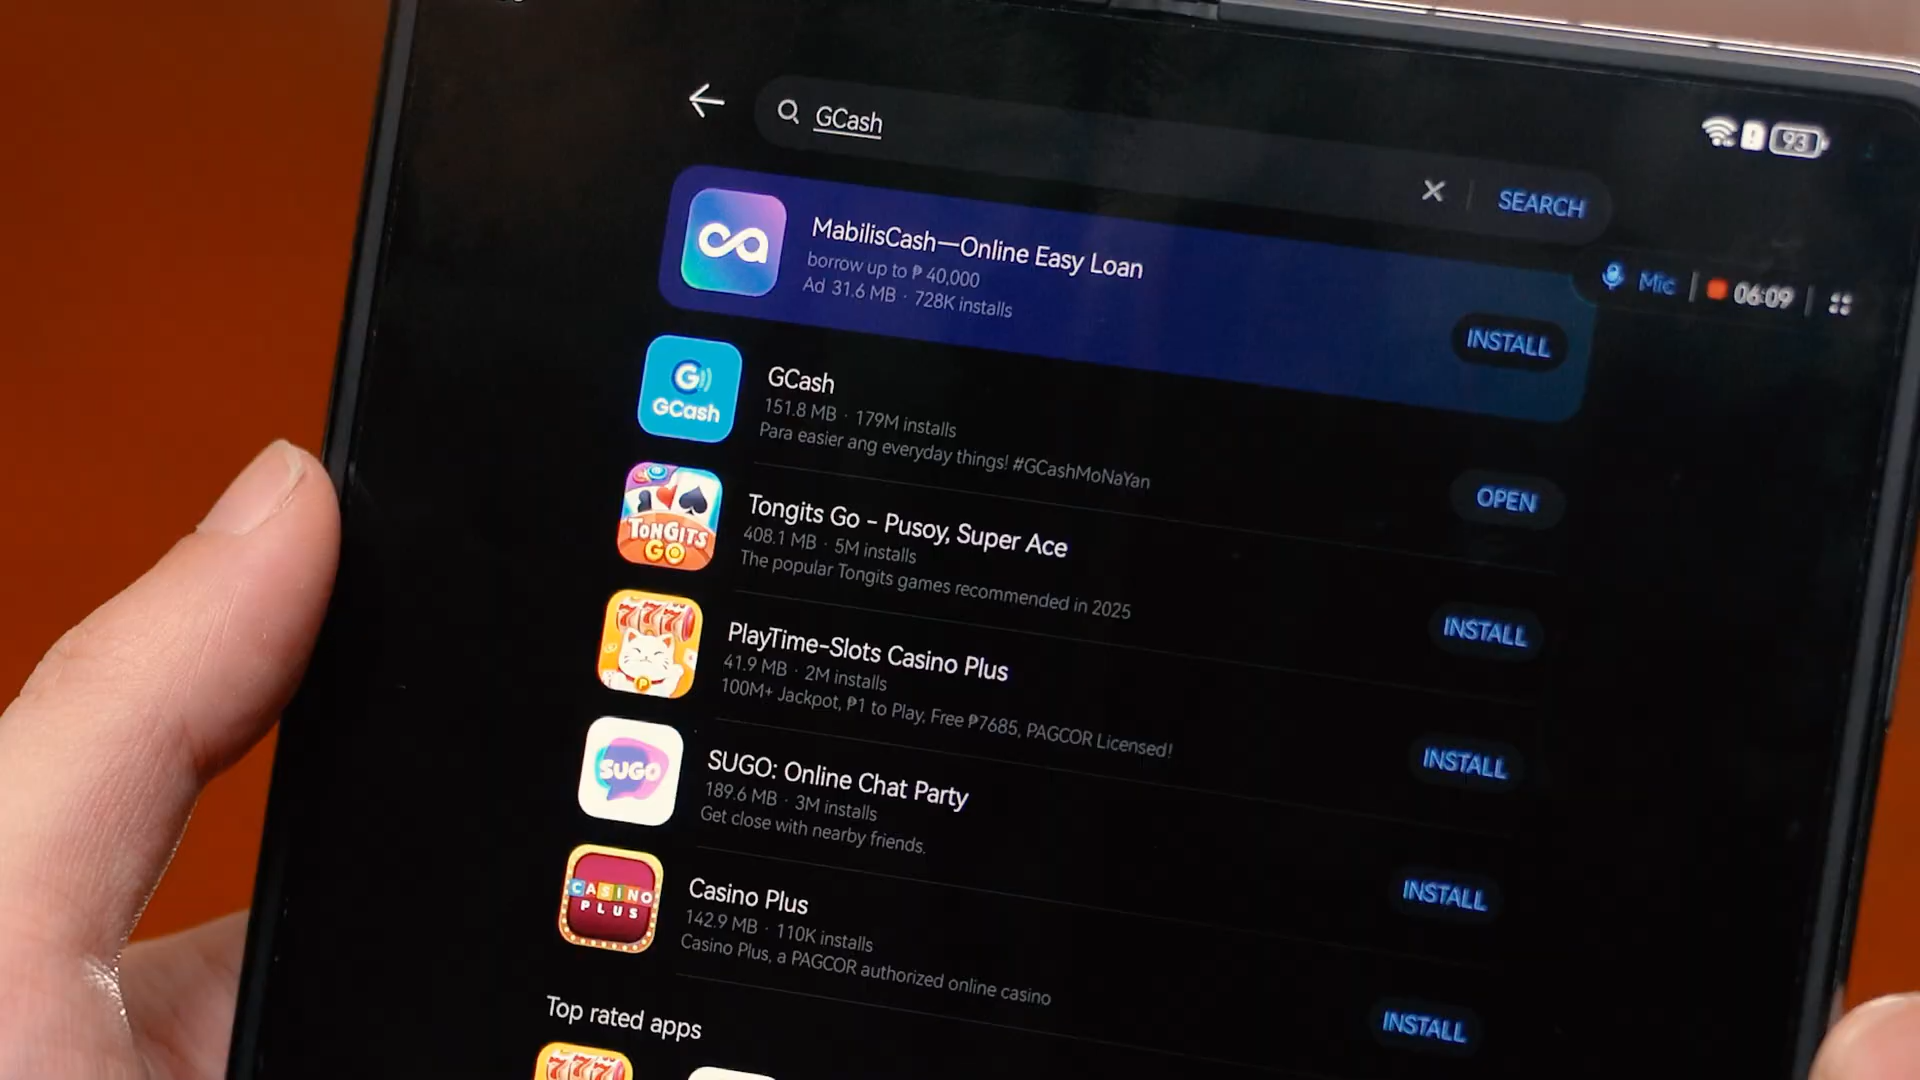 GCash
93
SEARCH
MabilisCash—Online Easy Loan
borrow up to ₱ 40,000
Ad 31.6 MB · 728K installs
INSTALL
Mic
06:09
G
GCash
GCash
151.8 MB · 179M installs
Para easier ang everyday things! #GCashMoNaYan
OPEN
TONGITS
GO
Tongits Go - Pusoy, Super Ace
408.1 MB · 5M installs
The popular Tongits games recommended in 2025
INSTALL
777
PlayTime-Slots Casino Plus
41.9 MB · 2M installs
100M+ Jackpot, ₱1 to Play, Free ₱7685, PAGCOR Licensed!
INSTALL
SUGO
SUGO: Online Chat Party
189.6 MB · 3M installs
Get close with nearby friends.
INSTALL
CASINO
PLUS
Casino Plus
142.9 MB · 110K installs
Casino Plus, a PAGCOR authorized online casino
INSTALL
Top rated apps
777